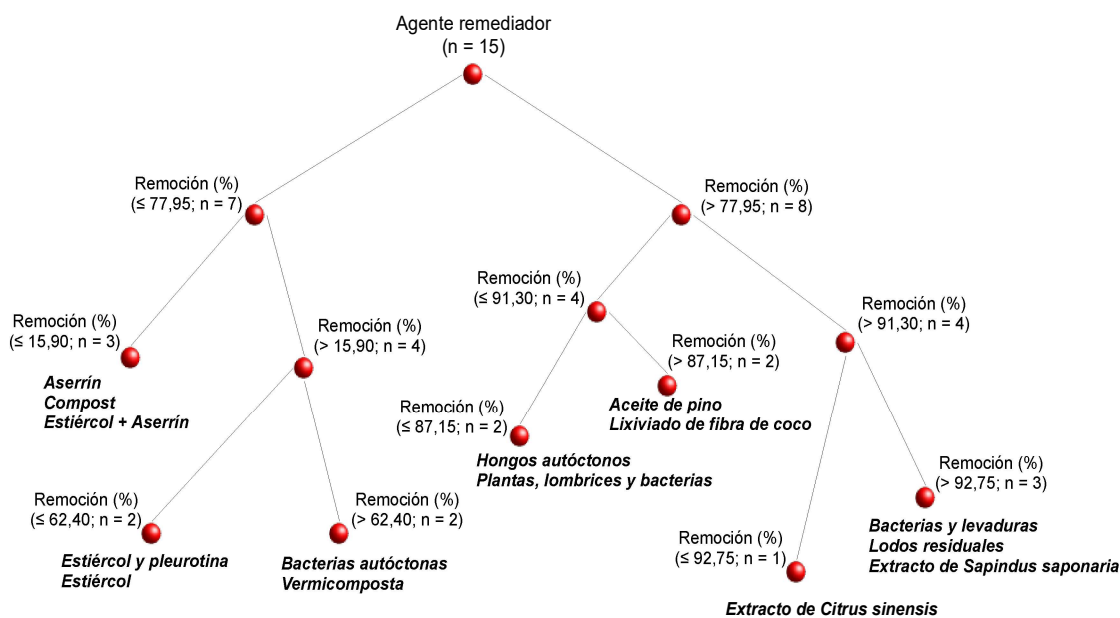 Agente remediador
(n = 15)
Remoción (%)
(≤ 77,95; n = 7)
Remoción (%)
(> 77,95; n = 8)
Remoción (%)
(≤ 15,90; n = 3)
Aserrín
Compost
Estiércol + Aserrín
Remoción (%)
(> 15,90; n = 4)
Remoción (%)
(≤ 91,30; n = 4)
Remoción (%)
(> 91,30; n = 4)
Remoción (%)
(> 87,15; n = 2)
Aceite de pino
Lixiviado de fibra de coco
Remoción (%)
(≤ 87,15; n = 2)
Hongos autóctonos
Plantas, lombrices y bacterias
Remoción (%)
(≤ 62,40; n = 2)
Estiércol y pleurotina
Estiércol
Remoción (%)
(> 62,40; n = 2)
Bacterias autóctonas
Vermicomposta
Remoción (%)
(≤ 92,75; n = 1)
Extracto de Citrus sinensis
Remoción (%)
(> 92,75; n = 3)
Bacterias y levaduras
Lodos residuales
Extracto de Sapindus saponaria